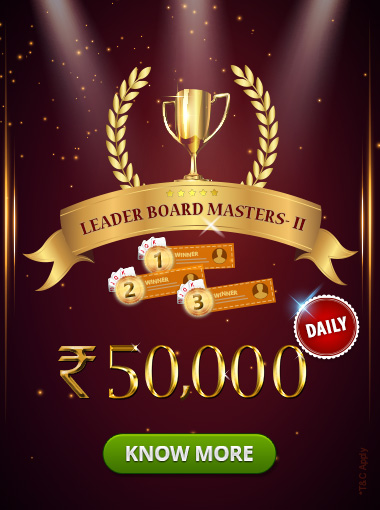 LEADER BOARD MASTERS- II
1 WINNER
2 WINNER
3 WINNER
DAILY
₹50,000
KNOW MORE
*T&C Apply